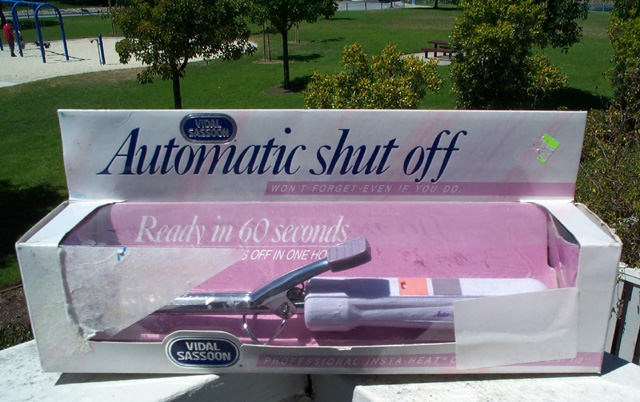 VIDAL
SASSOON
Automatic shut off
WON'T FORGET-EVEN IF YOU DO.
Ready in 60 seconds
OFF IN ONE HO
VIDAL
SASSOON
PROFESSIONAL INSTA-HEAT